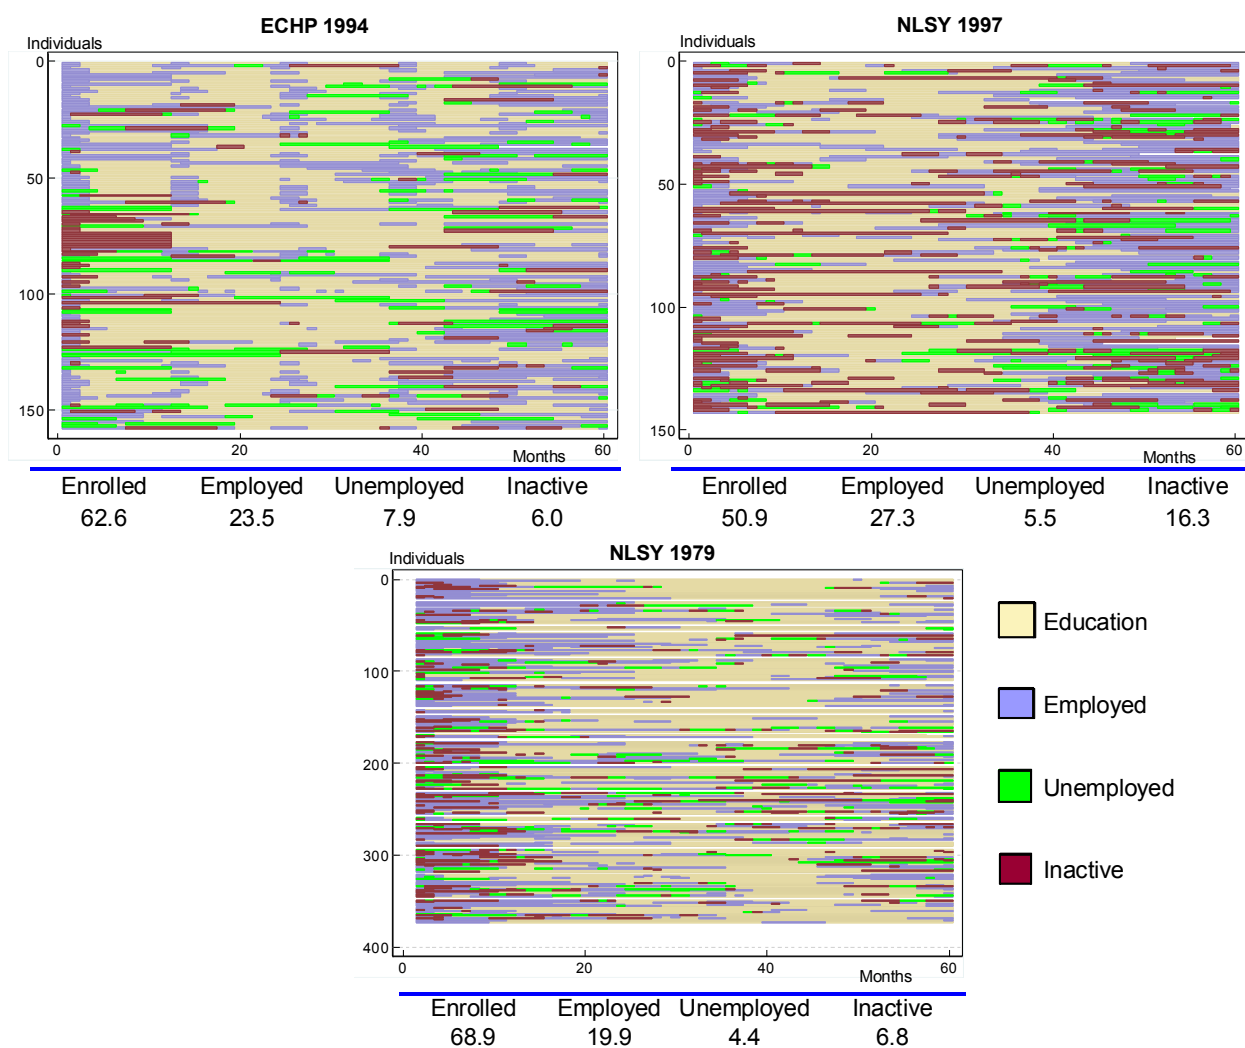 ECHP 1994
Individuals
0
50
100
150
0 20 40 60
Months
Enrolled Employed Unemployed Inactive
62.6 23.5 7.9 6.0
NLSY 1997
Individuals
0
50
100
150
0 20 40 60
Months
Enrolled Employed Unemployed Inactive
50.9 27.3 5.5 16.3
NLSY 1979
Individuals
0
100
200
300
400
0 20 40 60
Months
Enrolled Employed Unemployed Inactive
68.9 19.9 4.4 6.8
Education
Employed
Unemployed
Inactive